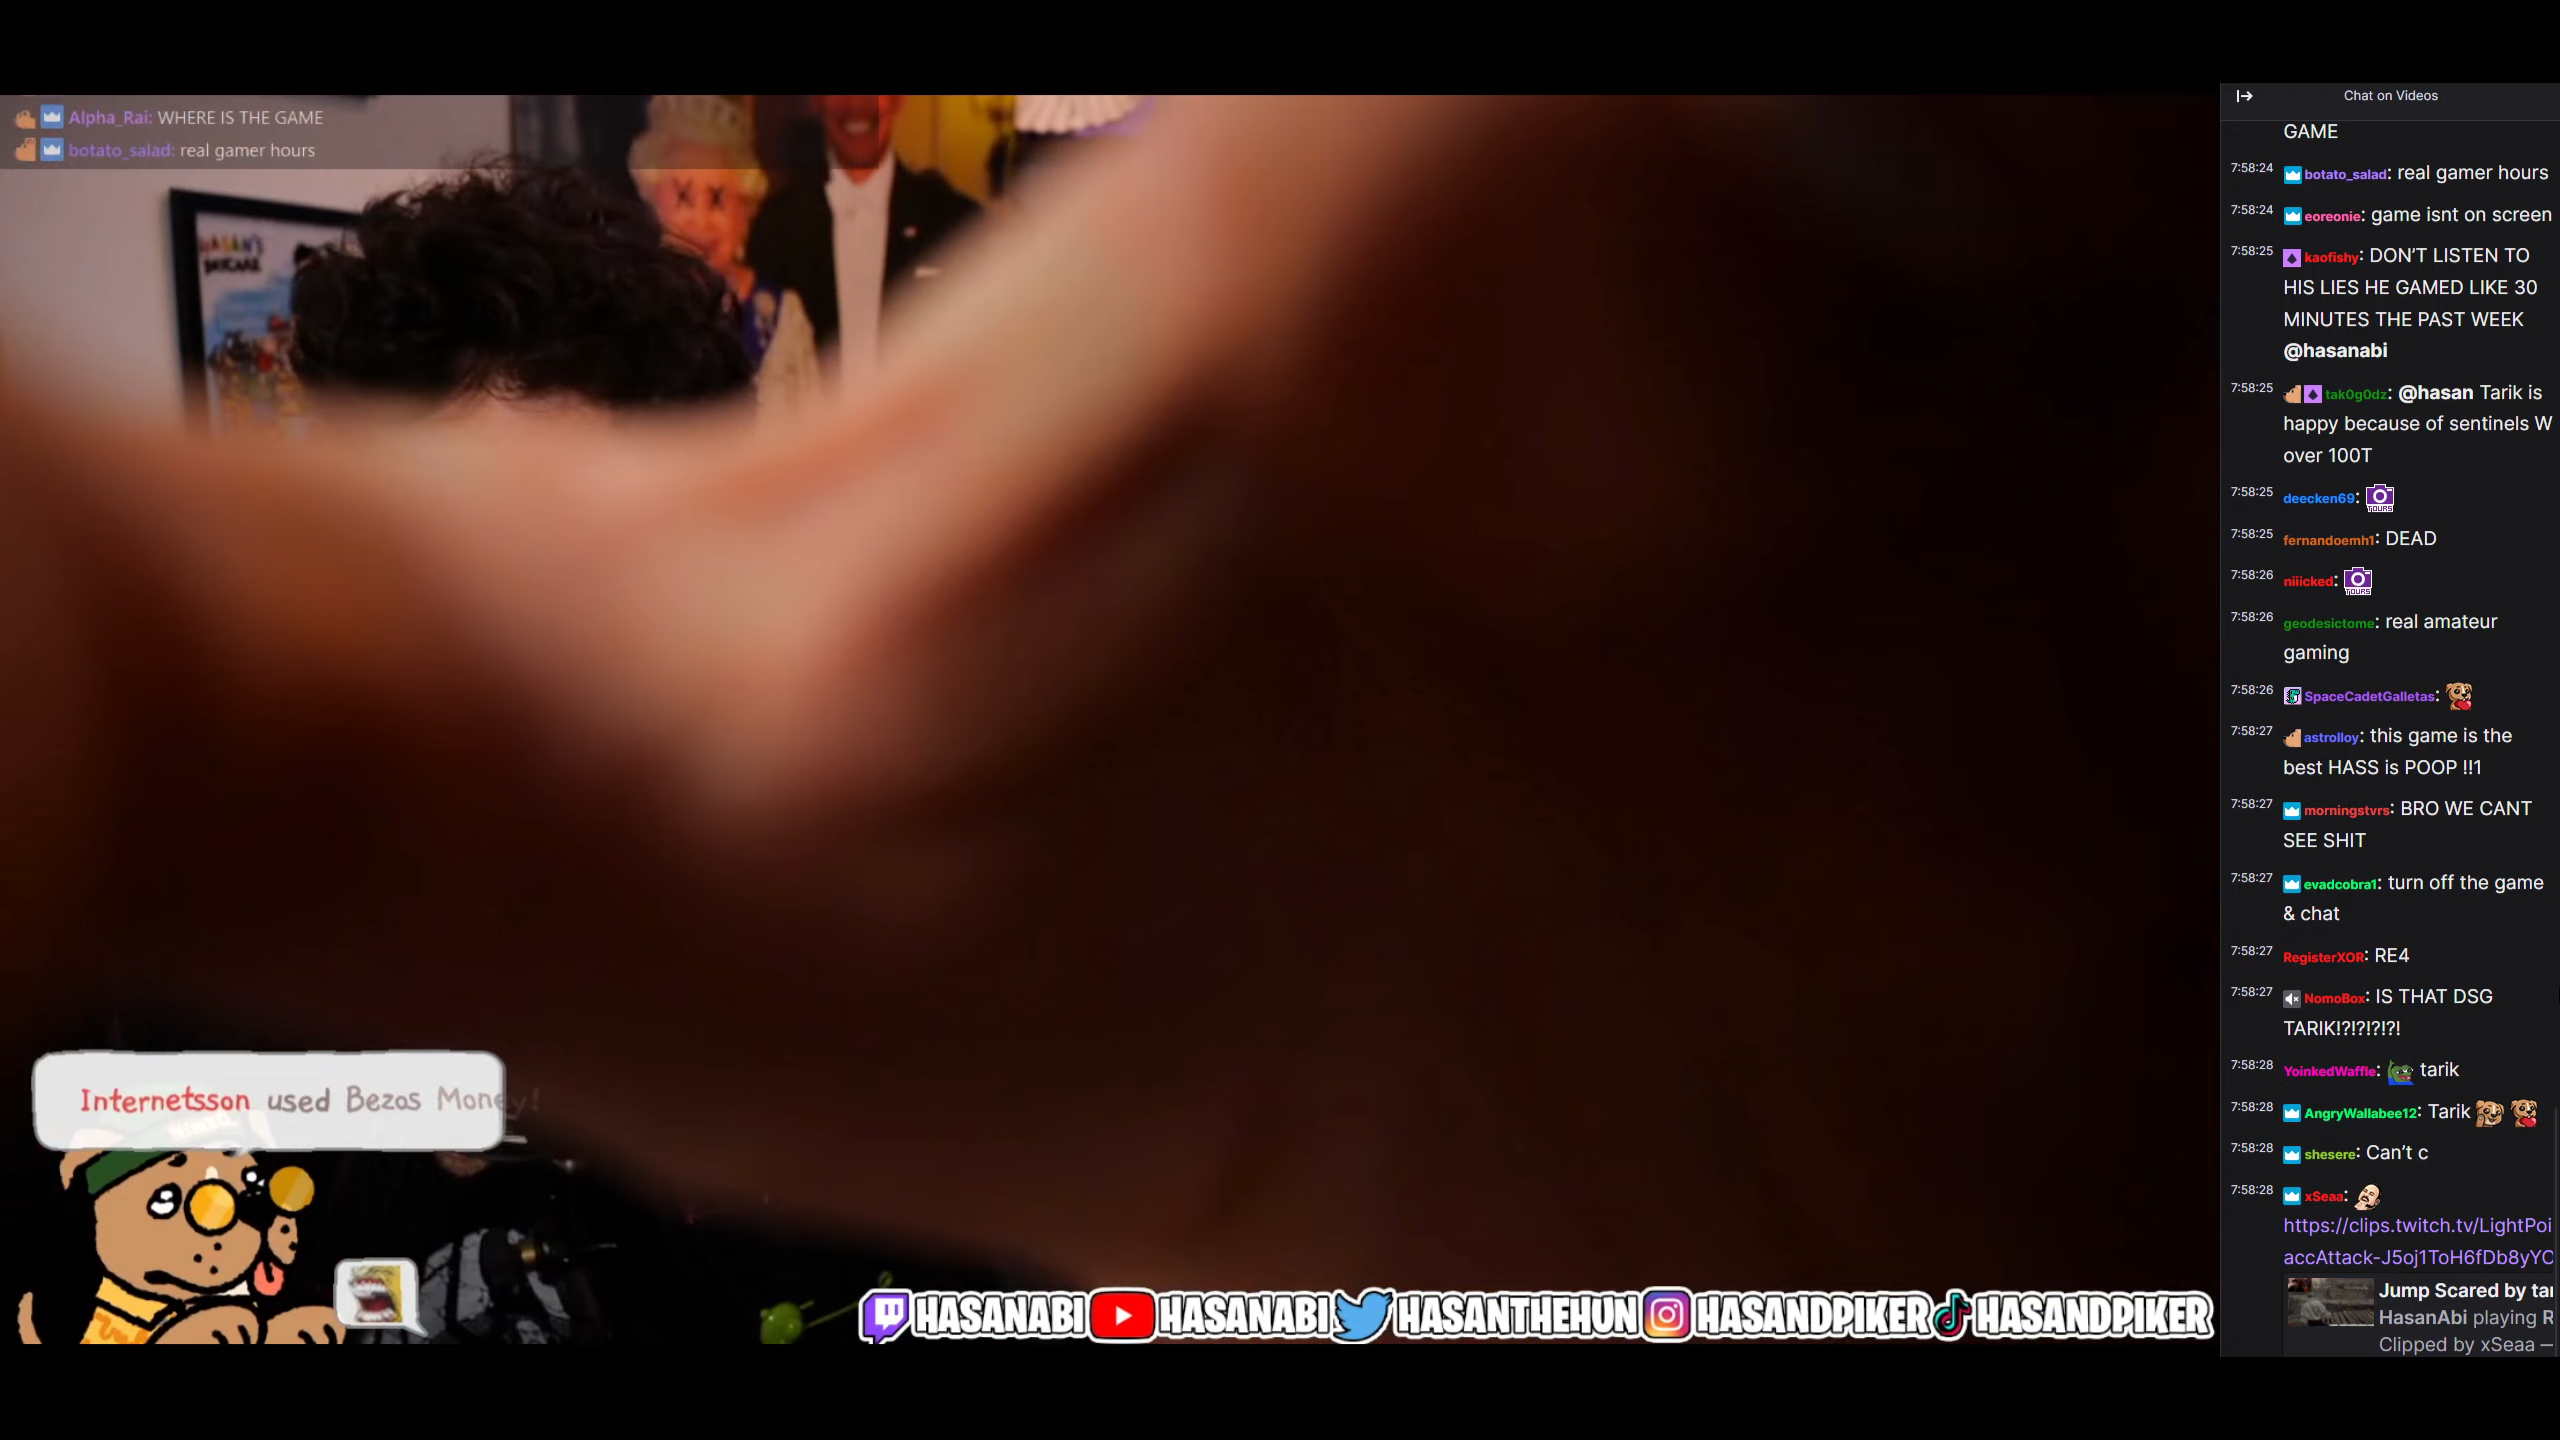 Alpha_Rai: WHERE IS THE GAME
botato_salad: real gamer hours
HASAN'S
Internetsson used Bezos Money!
HASANABI HASANABI HASANTHEHUN HASANDPIKER HASANDPIKER
Chat on Videos
GAME
7:58:24 botato_salad: real gamer hours
7:58:24 eoreonie: game isnt on screen
7:58:25 kaofishy: DON'T LISTEN TO
HIS LIES HE GAMED LIKE 30
MINUTES THE PAST WEEK
@hasanabi
7:58:25 tak0g0dz: @hasan Tarik is
happy because of sentinels W
over 100T
7:58:25 deecken69: TOURS
7:58:25 fernandoemh1: DEAD
7:58:26 niiicked: TOURS
7:58:26 geodesictome: real amateur
gaming
7:58:26 SpaceCadetGalletas:
7:58:27 astrolloy: this game is the
best HASS is POOP !!1
7:58:27 morningstvrs: BRO WE CANT
SEE SHIT
7:58:27 evadcobra1: turn off the game
& chat
7:58:27 RegisterXOR: RE4
7:58:27 NomoBox: IS THAT DSG
TARIK!?!?!?!?!
7:58:28 YoinkedWaffle: tarik
7:58:28 AngryWallabee12: Tarik
7:58:28 shesere: Can't c
7:58:28 xSeaa:
https://clips.twitch.tv/LightPoi
accAttack-J5oj1ToH6fDb8yYC
Jump Scared by tar
HasanAbi playing R
Clipped by xSeaa —